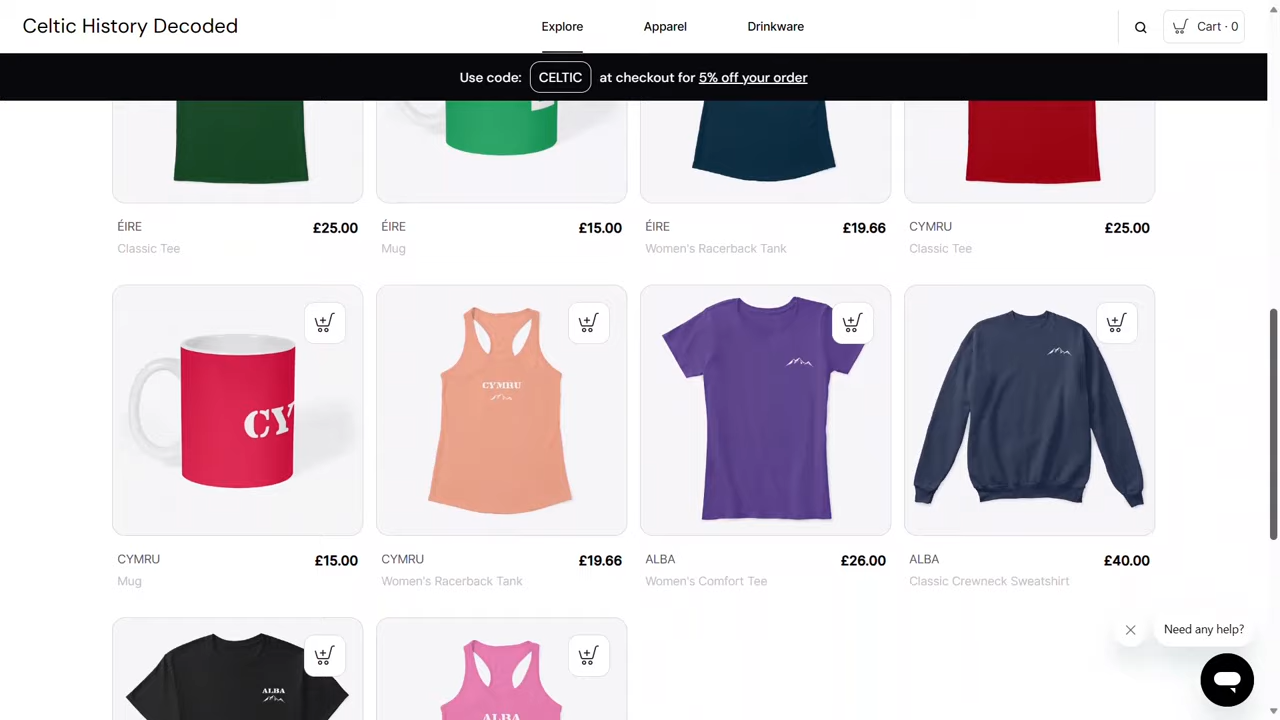 Celtic History Decoded
Explore
Apparel
Drinkware
Cart · 0
Use code: CELTIC at checkout for 5% off your order
ÉIRE £25.00
Classic Tee
ÉIRE £15.00
Mug
ÉIRE £19.66
Women's Racerback Tank
CYMRU £25.00
Classic Tee
CY
CYMRU
CYMRU £15.00
Mug
CYMRU £19.66
Women's Racerback Tank
ALBA £26.00
Women's Comfort Tee
ALBA £40.00
Classic Crewneck Sweatshirt
ALBA
ALBA
Need any help?